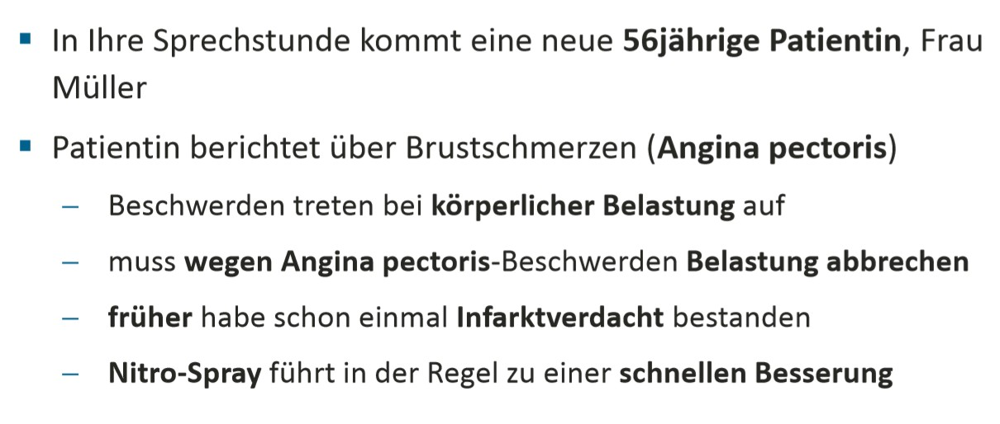 ▪ In Ihre Sprechstunde kommt eine neue 56jährige Patientin, Frau
Müller
▪ Patientin berichtet über Brustschmerzen (Angina pectoris)
– Beschwerden treten bei körperlicher Belastung auf
– muss wegen Angina pectoris-Beschwerden Belastung abbrechen
– früher habe schon einmal Infarktverdacht bestanden
– Nitro-Spray führt in der Regel zu einer schnellen Besserung